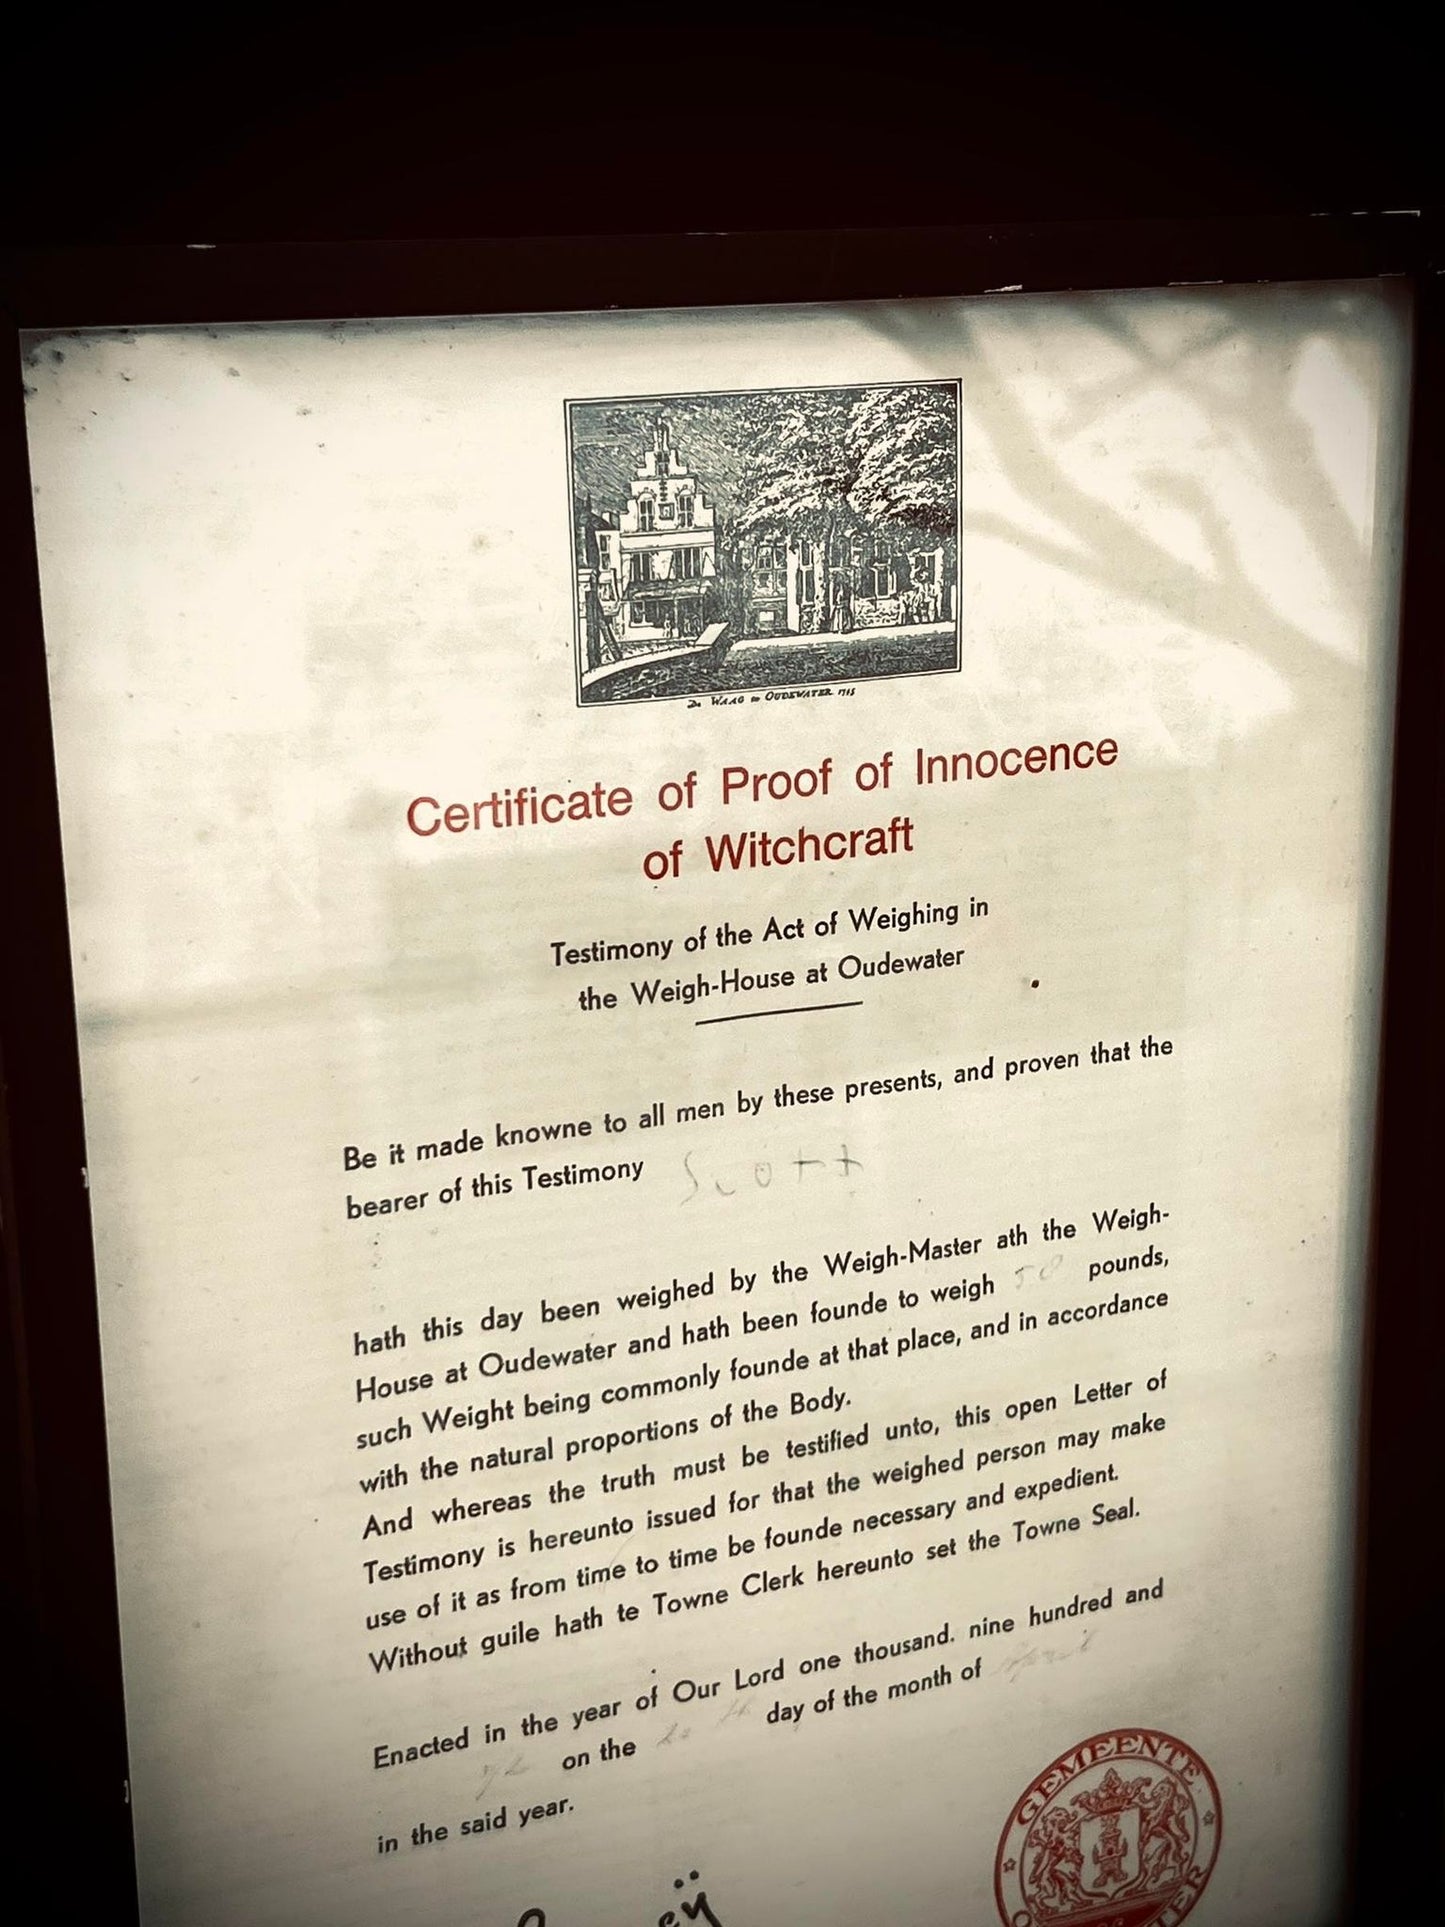 De WAAG te OUDEWATER 1715
Certificate of Proof of Innocence
of Witchcraft
Testimony of the Act of Weighing in
the Weigh-House at Oudewater
Be it made knowne to all men by these presents, and proven that the
bearer of this Testimony Scott
hath this day been weighed by the Weigh-Master ath the Weigh-
House at Oudewater and hath been founde to weigh 58 pounds,
such Weight being commonly founde at that place, and in accordance
with the natural proportions of the Body.
And whereas the truth must be testified unto, this open Letter of
Testimony is hereunto issued for that the weighed person may make
use of it as from time to time be founde necessary and expedient.
Without guile hath te Towne Clerk hereunto set the Towne Seal.
Enacted in the year of Our Lord one thousand. nine hundred and
on the day of the month of
in the said year.
GEMEENTE